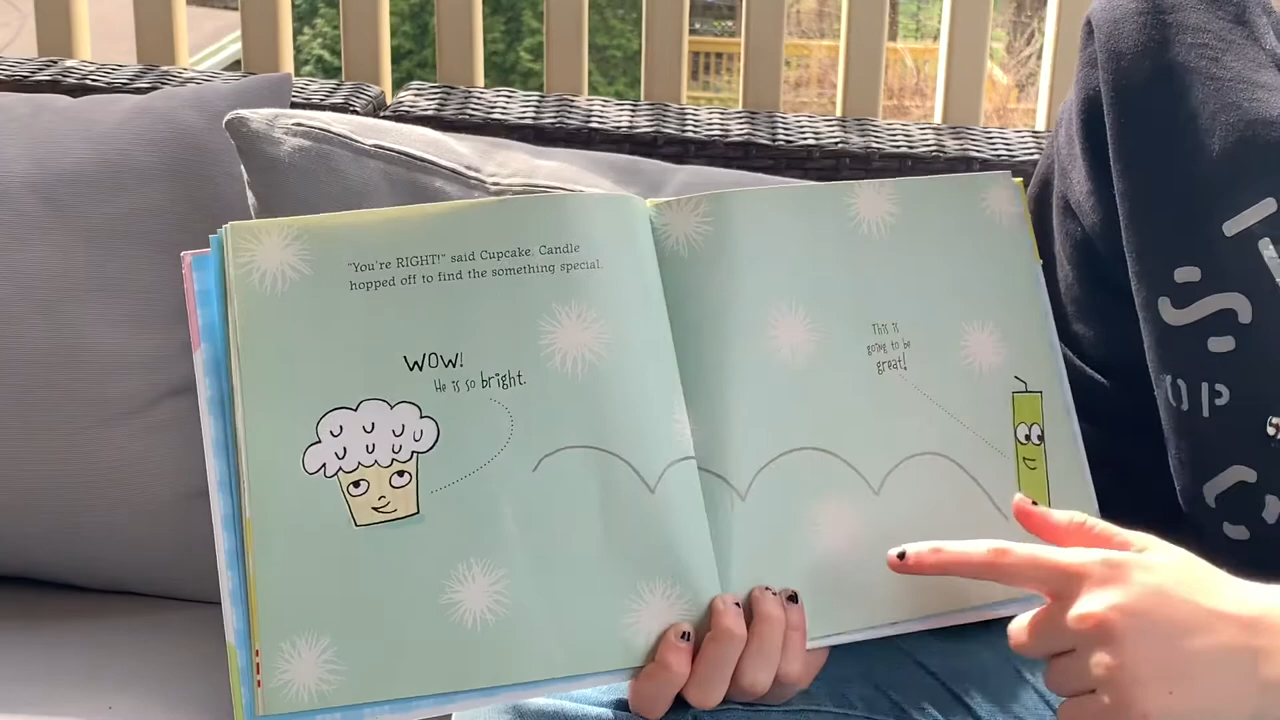 "You're RIGHT!" said Cupcake. Candle
hopped off to find the something special.
WOW!
He is so bright.
This is
going to be
great!